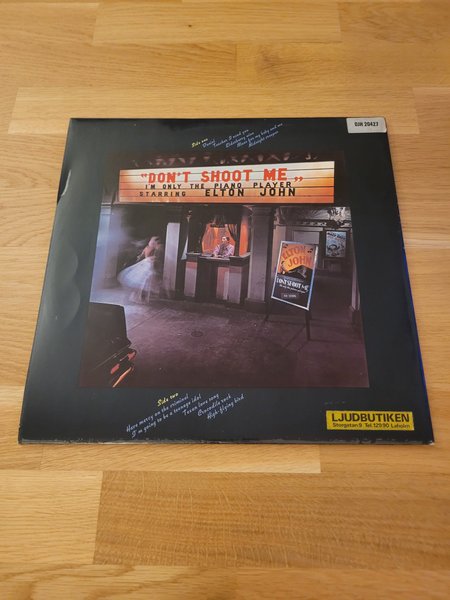 DJH 20427
Side one
Daniel
Teacher I need you
Elderberry wine
Blues for my baby and me
Midnight creeper
"DON'T SHOOT ME„
I'M ONLY THE PIANO PLAYER
STARRING ELTON JOHN
ELTON
JOHN
DON'T SHOOT ME
Side two
Have mercy on the criminal
I'm going to be a teenage idol
Texan love song
Crocodile rock
High-flying bird
LJUDBUTIKEN
Storgatan 9 Tel. 129 90 Laholm